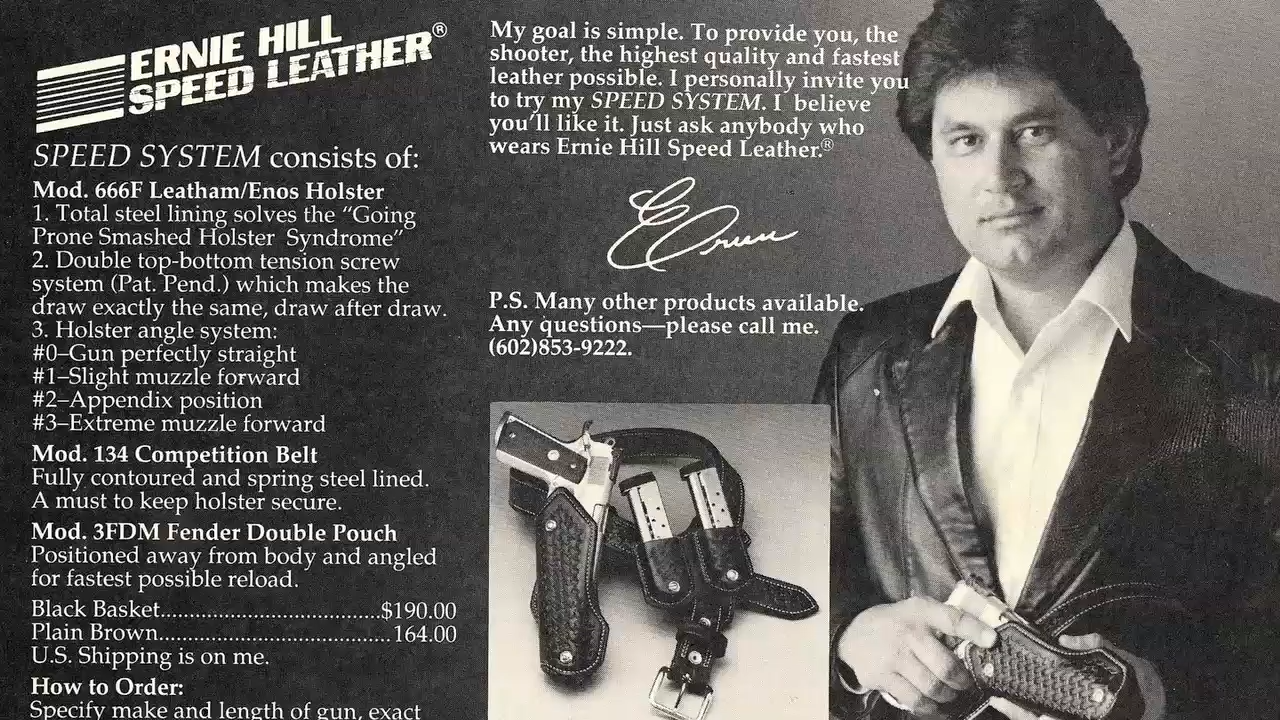 ERNIE HILL
SPEED LEATHER®
SPEED SYSTEM consists of:
Mod. 666F Leatham/Enos Holster
1. Total steel lining solves the “Going
Prone Smashed Holster Syndrome”
2. Double top-bottom tension screw
system (Pat. Pend.) which makes the
draw exactly the same, draw after draw.
3. Holster angle system:
#0–Gun perfectly straight
#1–Slight muzzle forward
#2–Appendix position
#3–Extreme muzzle forward
Mod. 134 Competition Belt
Fully contoured and spring steel lined.
A must to keep holster secure.
Mod. 3FDM Fender Double Pouch
Positioned away from body and angled
for fastest possible reload.
Black Basket..............................$190.00
Plain Brown................................164.00
U.S. Shipping is on me.
How to Order:
Specify make and length of gun, exact
My goal is simple. To provide you, the
shooter, the highest quality and fastest
leather possible. I personally invite you
to try my SPEED SYSTEM. I believe
you’ll like it. Just ask anybody who
wears Ernie Hill Speed Leather.®
P.S. Many other products available.
Any questions—please call me.
(602)853-9222.